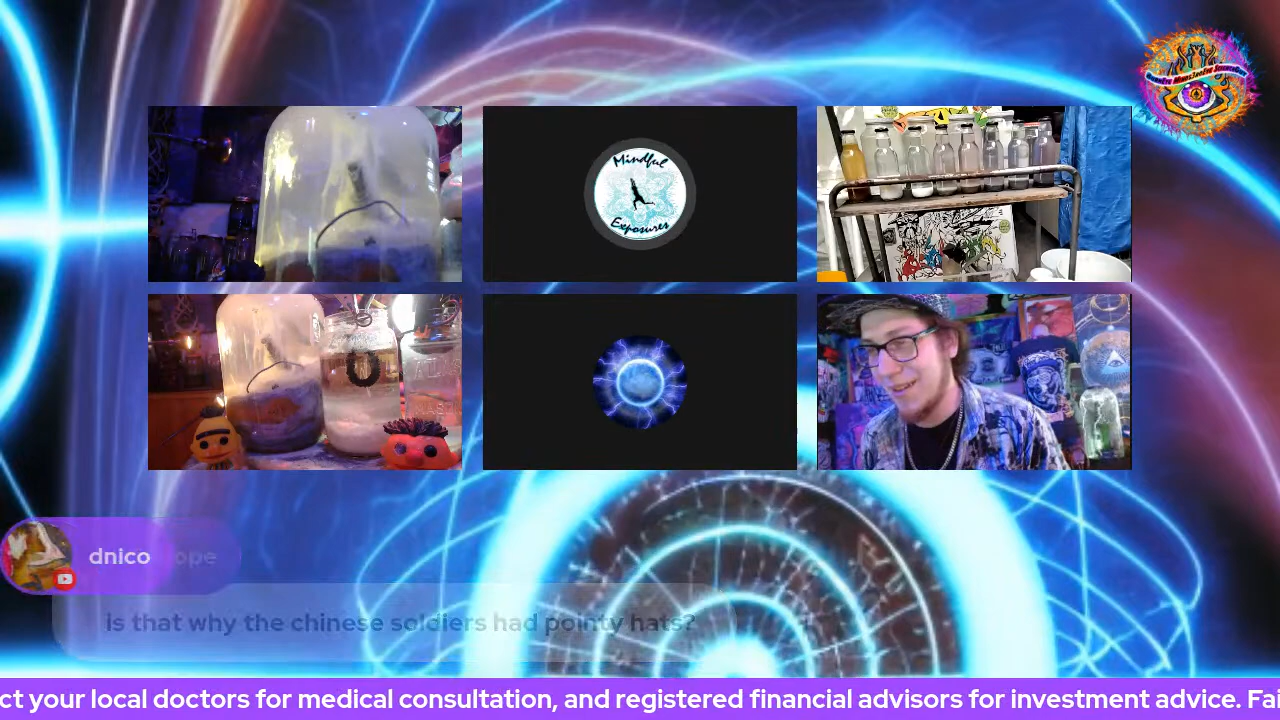 Mindful
Exposures
dnico
Is that why the chinese soldiers had pointy hats?
ct your local doctors for medical consultation, and registered financial advisors for investment advice. Fai